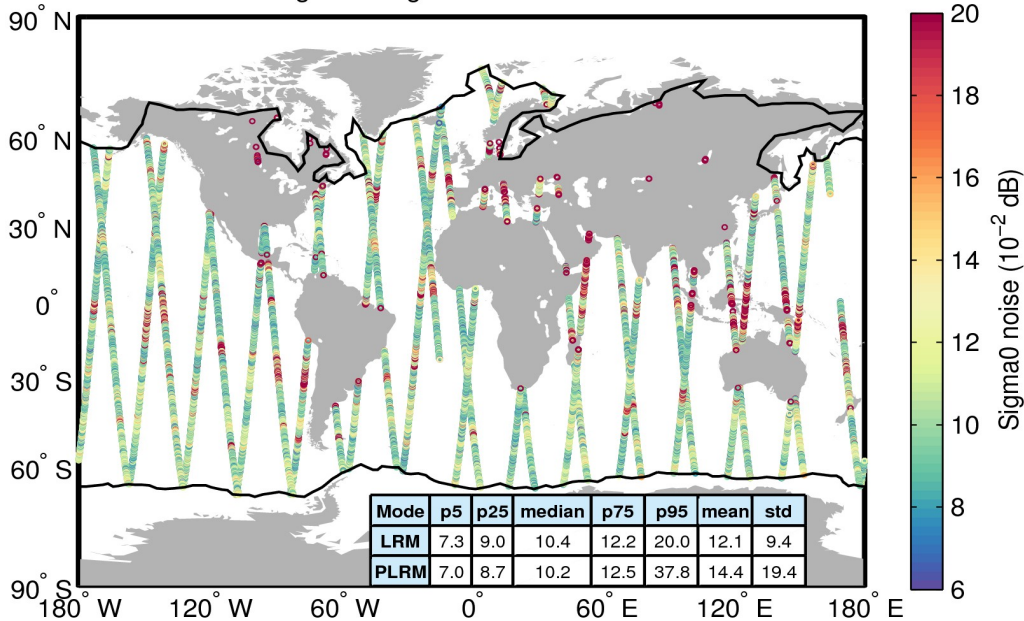 90° N
60° N
30° N
0°
30° S
60° S
90° S
180° W 120° W 60° W 0° 60° E 120° E 180° E
Mode p5 p25 median p75 p95 mean std
LRM 7.3 9.0 10.4 12.2 20.0 12.1 9.4
PLRM 7.0 8.7 10.2 12.5 37.8 14.4 19.4
20
18
16
14
12
10
8
6
Sigma0 noise (10⁻² dB)